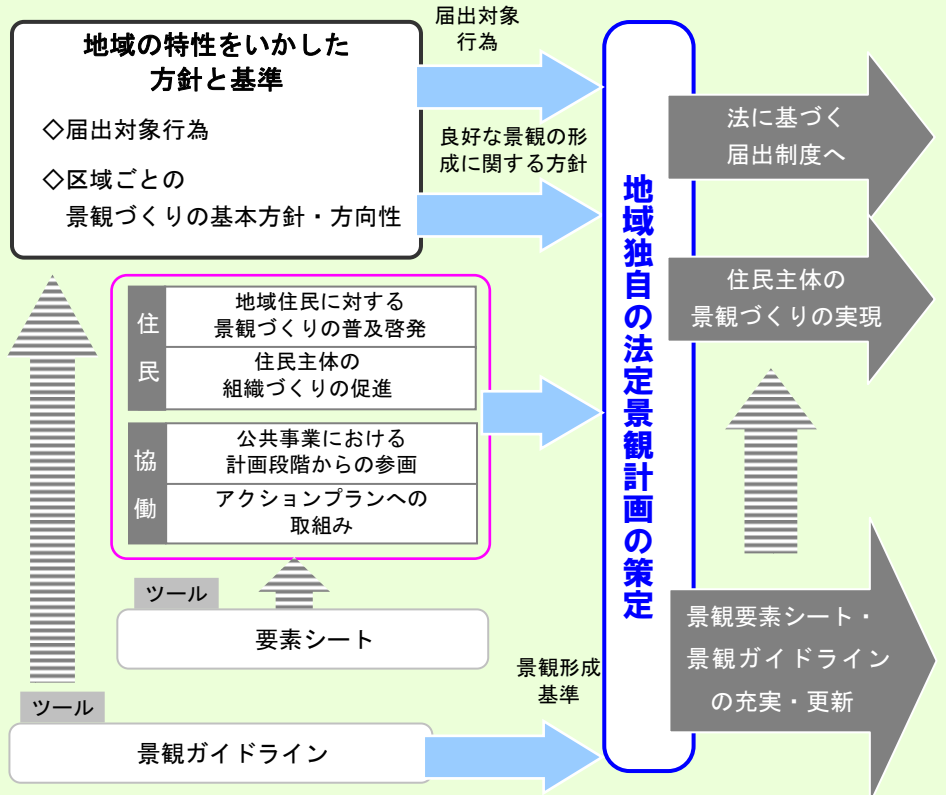 地域の特性をいかした
方針と基準
◇届出対象行為
◇区域ごとの
景観づくりの基本方針・方向性
届出対象
行為
良好な景観の形
成に関する方針
住
民
地域住民に対する
景観づくりの普及啓発
住民主体の
組織づくりの促進
協
働
公共事業における
計画段階からの参画
アクションプランへの
取組み
ツール
要素シート
ツール
景観ガイドライン
景観形成
基準
地域独自の法定景観計画の策定
法に基づく
届出制度へ
住民主体の
景観づくりの実現
景観要素シート・
景観ガイドライン
の充実・更新